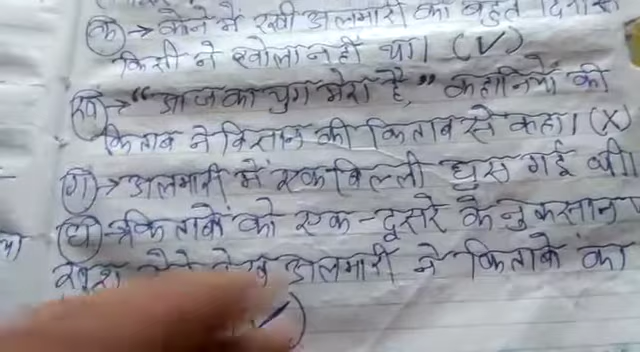 (क) → कोने में रखी अलमारी को बहुत दिनों से
किसी ने खोला नहीं था। (✓)
(ख) → "आज का युग मेरा है," कहानियों की
किताब ने विज्ञान की किताब से कहा। (X)
(ग) → अलमारी में एक बिल्ली घुस गई थी।
(घ) → किताबों को एक-दूसरे के नुकसान
अलमारी ने किताबों का
✓)